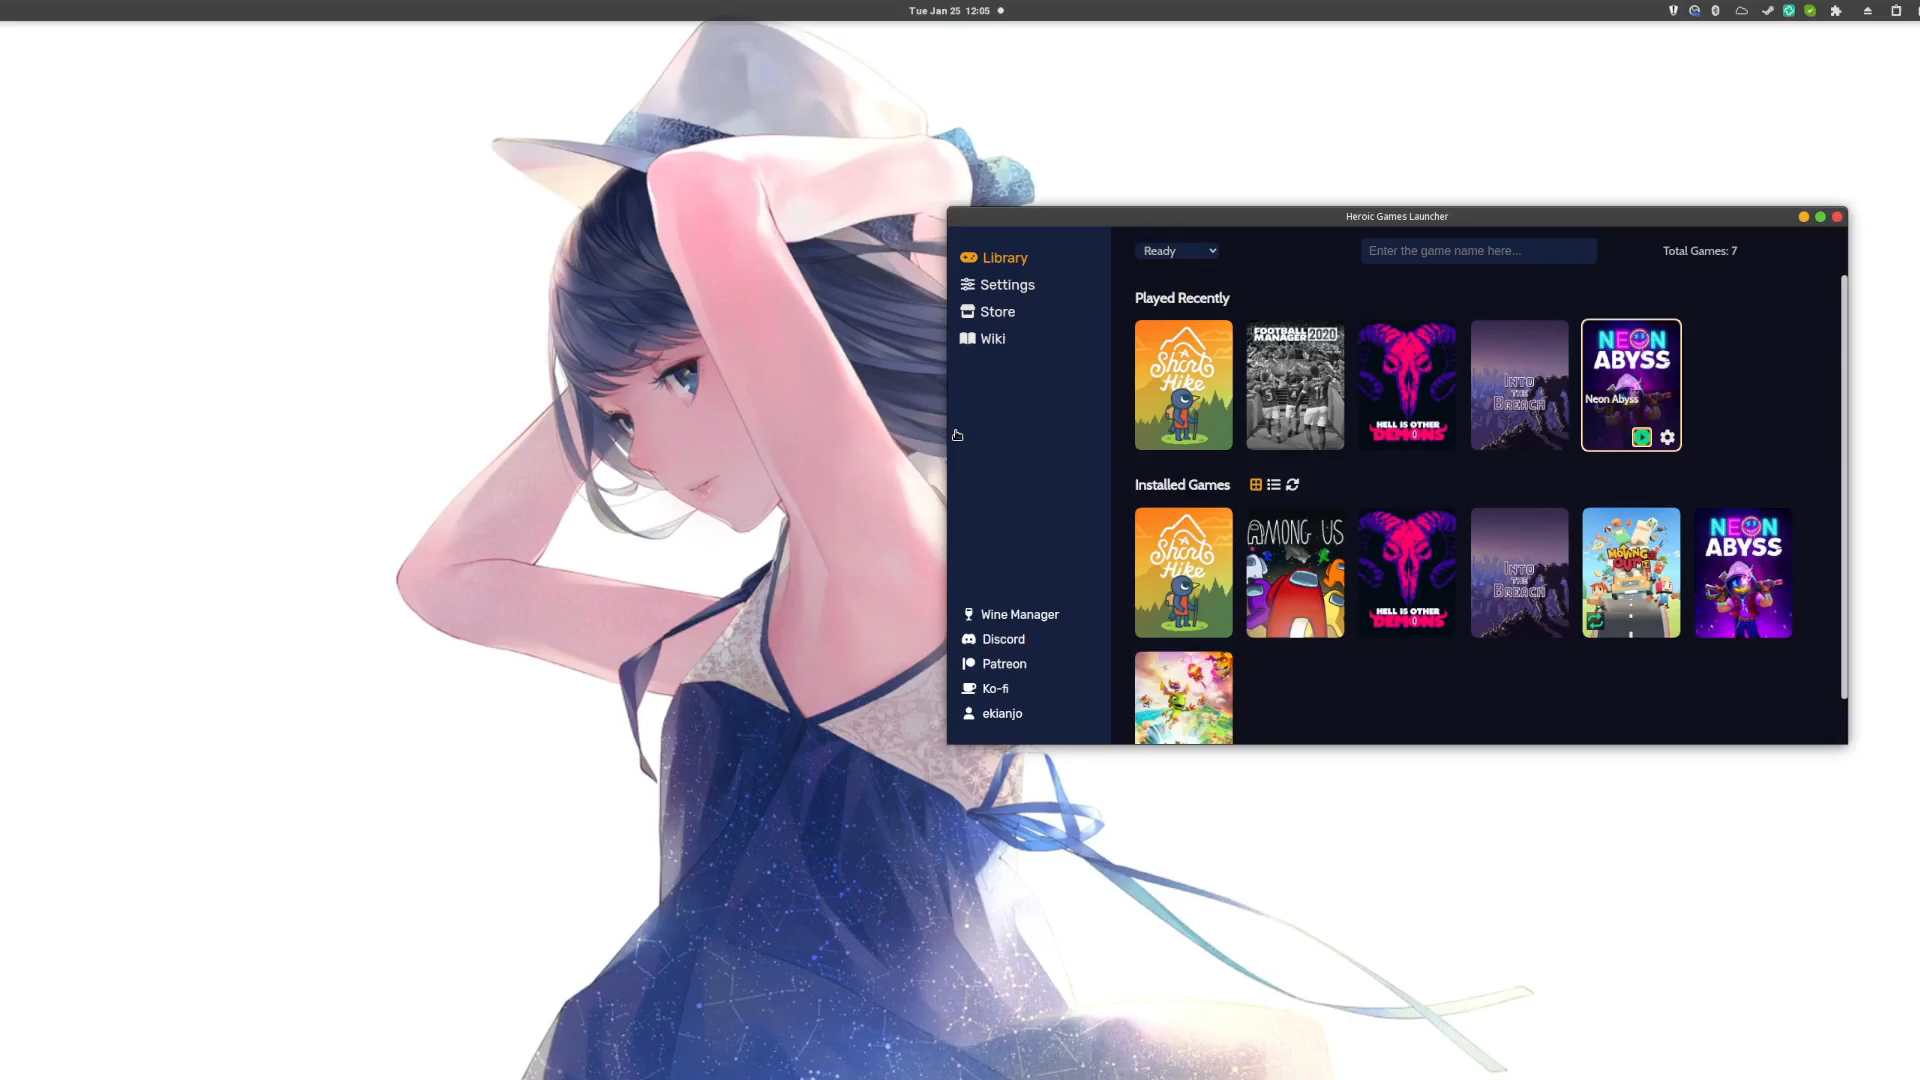 Tue Jan 25 12:05
Heroic Games Launcher
Library
Settings
Store
Wiki
Wine Manager
Discord
Patreon
Ko-fi
ekianjo
Ready
Enter the game name here...
Total Games: 7
Played Recently
A Short Hike
FOOTBALL MANAGER 2020
HELL IS OTHER DEMONS
INTO THE BREACH
NEON ABYSS
Neon Abyss
Installed Games
A Short Hike
AMONG US
HELL IS OTHER DEMONS
INTO THE BREACH
MOVING OUT
NEON ABYSS